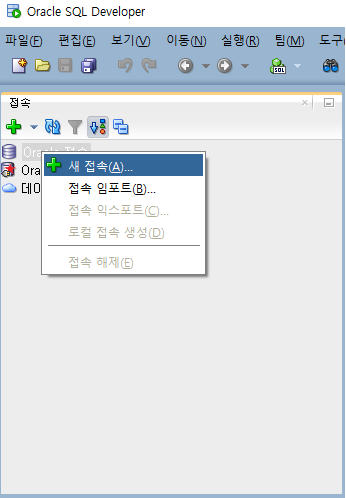 Oracle SQL Developer
파일(F) 편집(E) 보기(V) 이동(N) 실행(R) 팀(M) 도구
SQL
접속
Oracle 접속
새 접속(A)...
Ora
접속 임포트(B)...
데이
접속 익스포트(C)...
로컬 접속 생성(D)
접속 해제(E)